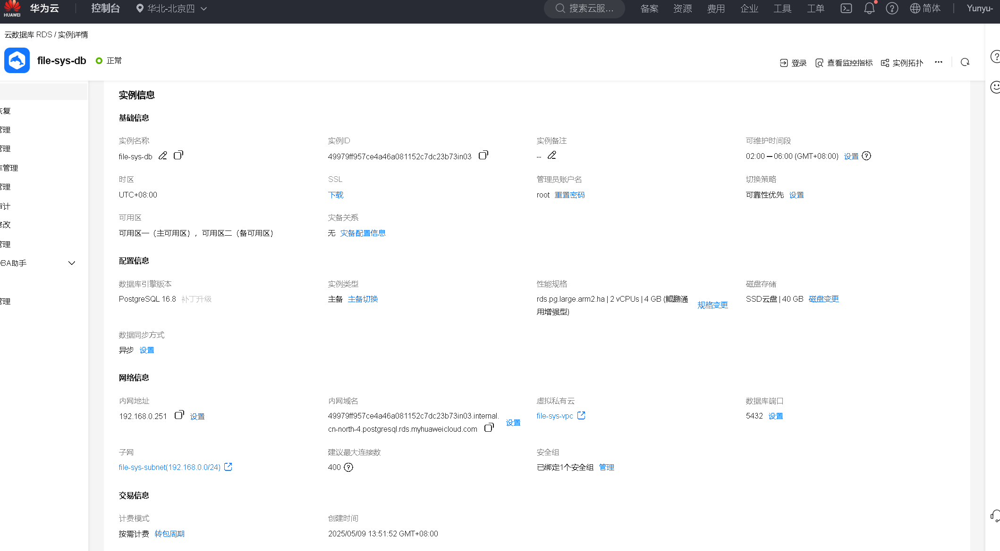 HUAWEI 华为云 控制台 华北-北京四 搜索云服... 备案 资源 费用 企业 工具 工单 简体 Yunyu-
云数据库 RDS / 实例详情
file-sys-db 正常 登录 查看监控指标 实例拓扑 ...
恢复
管理
管理
库管理
管理
审计
修改
管理
DBA助手
管理
实例信息
基础信息
实例名称 实例ID 实例备注 可维护时间段
file-sys-db 49979ff957ce4a46a081152c7dc23b73in03 -- 02:00 — 06:00 (GMT+08:00) 设置
时区 SSL 管理员账户名 切换策略
UTC+08:00 下载 root 重置密码 可靠性优先 设置
可用区 灾备关系
可用区一（主可用区），可用区二（备可用区） 无 灾备配置信息
配置信息
数据库引擎版本 实例类型 性能规格 磁盘存储
PostgreSQL 16.8 补丁升级 主备 主备切换 rds.pg.large.arm2.ha | 2 vCPUs | 4 GB (鲲鹏通 SSD云盘 | 40 GB 磁盘变更
用增强型) 规格变更
数据同步方式
异步 设置
网络信息
内网地址 内网域名 虚拟私有云 数据库端口
192.168.0.251 设置 49979ff957ce4a46a081152c7dc23b73in03.internal. file-sys-vpc 5432 设置
cn-north-4.postgresql.rds.myhuaweicloud.com 设置
子网 建议最大连接数 安全组
file-sys-subnet(192.168.0.0/24) 400 已绑定1个安全组 管理
交易信息
计费模式 创建时间
按需计费 转包周期 2025/05/09 13:51:52 GMT+08:00